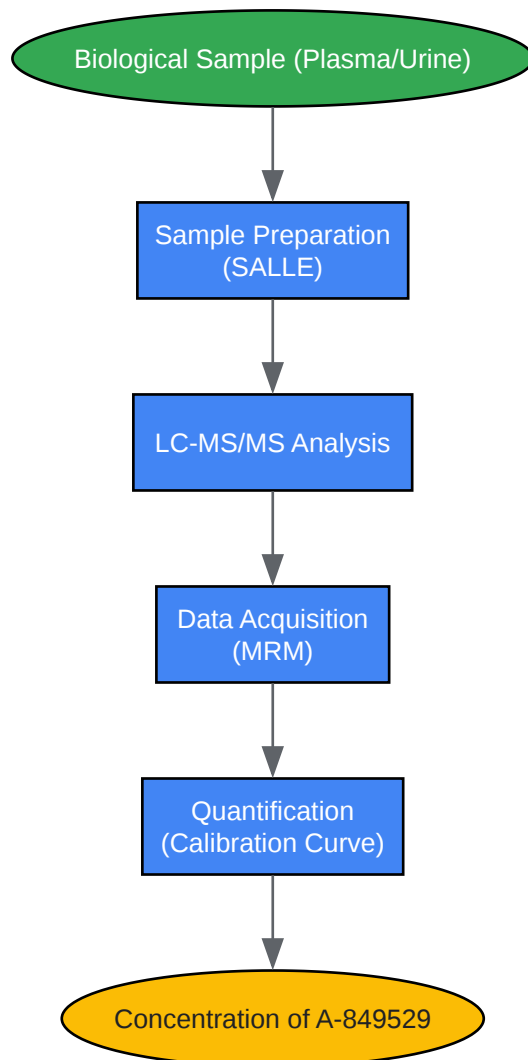 Biological Sample (Plasma/Urine)
Sample Preparation
(SALLE)
LC-MS/MS Analysis
Data Acquisition
(MRM)
Quantification
(Calibration Curve)
Concentration of A-849529